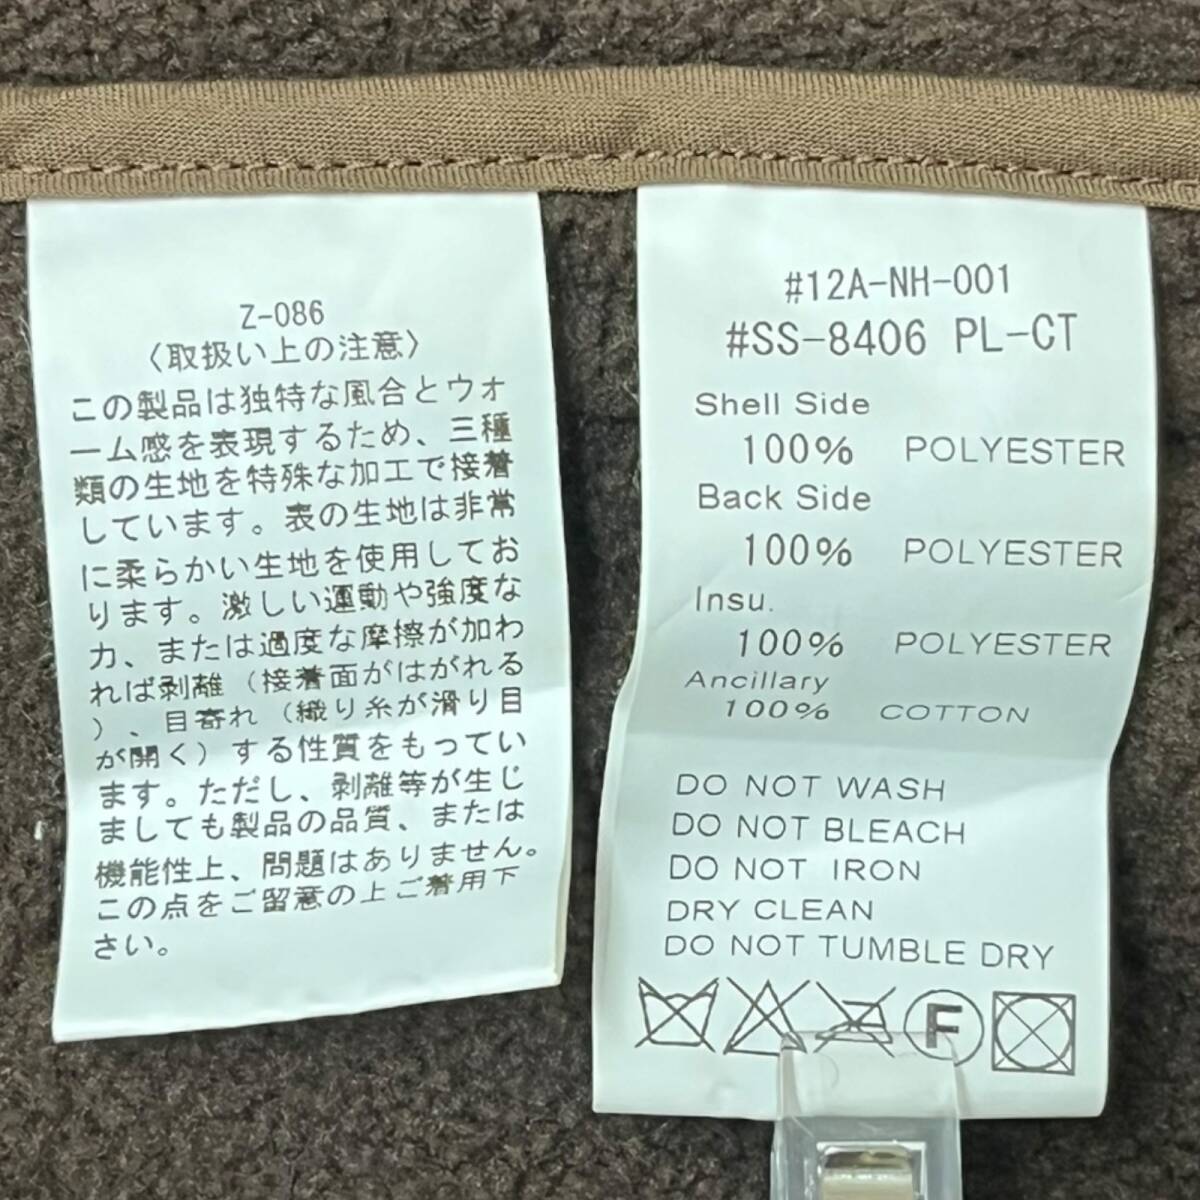 Z-086
〈取扱い上の注意〉
この製品は独特な風合とウォ
ーム感を表現するため、三種
類の生地を特殊な加工で接着
しています。表の生地は非常
に柔らかい生地を使用してお
ります。激しい運動や強度な
力、または過度な摩擦が加わ
れば剥離（接着面がはがれる
）、目寄れ（織り糸が滑り目
が開く）する性質をもってい
ます。ただし、剥離等が生じ
ましても製品の品質、または
機能性上、問題はありません。
この点をご留意の上ご着用下
さい。
#12A-NH-001
#SS-8406 PL-CT
Shell Side
100% POLYESTER
Back Side
100% POLYESTER
Insu.
100% POLYESTER
Ancillary
100% COTTON
DO NOT WASH
DO NOT BLEACH
DO NOT IRON
DRY CLEAN
DO NOT TUMBLE DRY
F